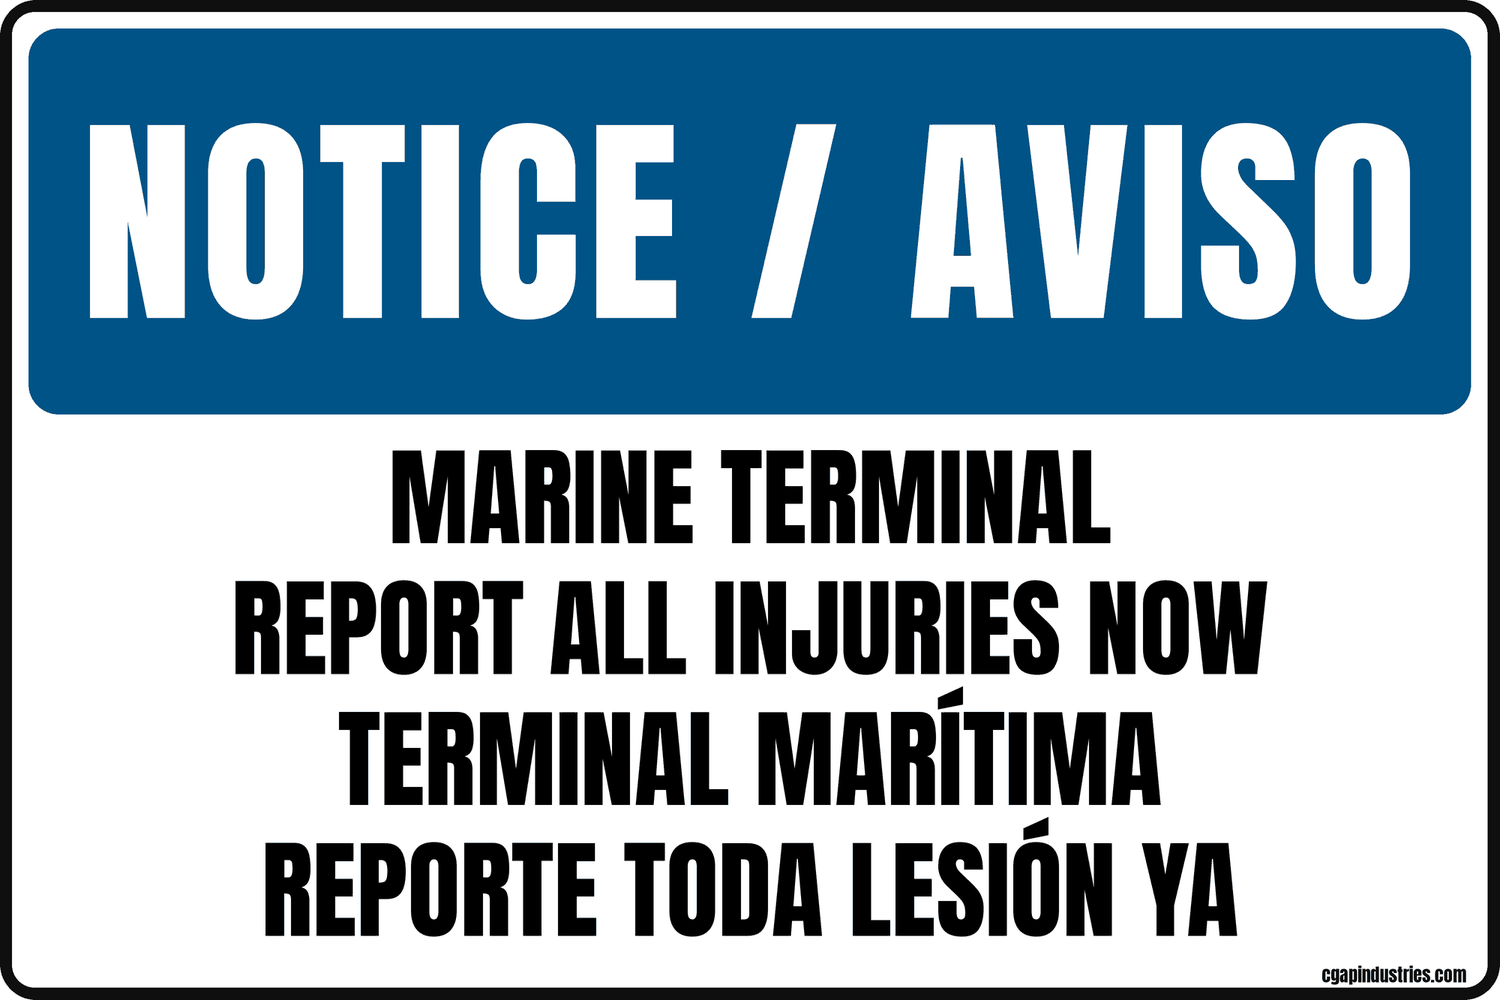 NOTICE / AVISO
MARINE TERMINAL
REPORT ALL INJURIES NOW
TERMINAL MARÍTIMA
REPORTE TODA LESIÓN YA
cgapindustries.com